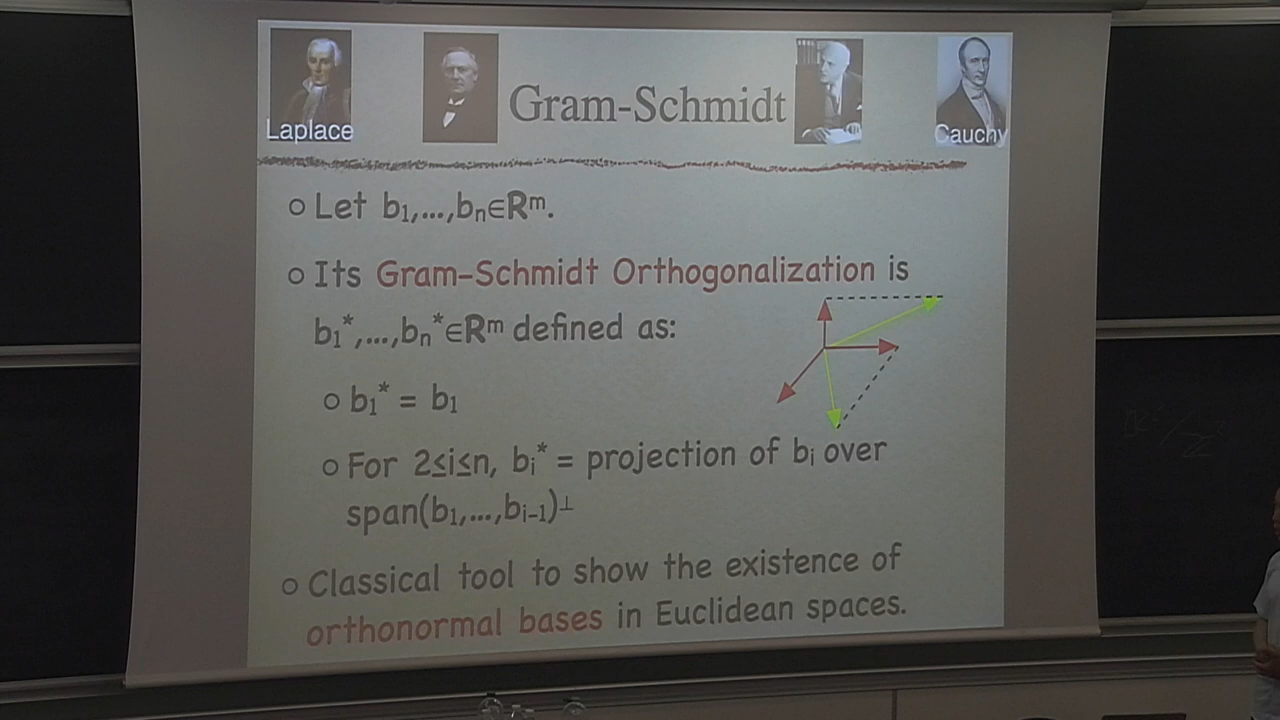 Laplace
Gram-Schmidt
Cauchy
○ Let b₁,...,bₙ∈Rᵐ.
○ Its Gram-Schmidt Orthogonalization is
b₁*,...,bₙ*∈Rᵐ defined as:
○ b₁* = b₁
○ For 2≤i≤n, bᵢ* = projection of bᵢ over
span(b₁,...,bᵢ₋₁)⊥
○ Classical tool to show the existence of
orthonormal bases in Euclidean spaces.